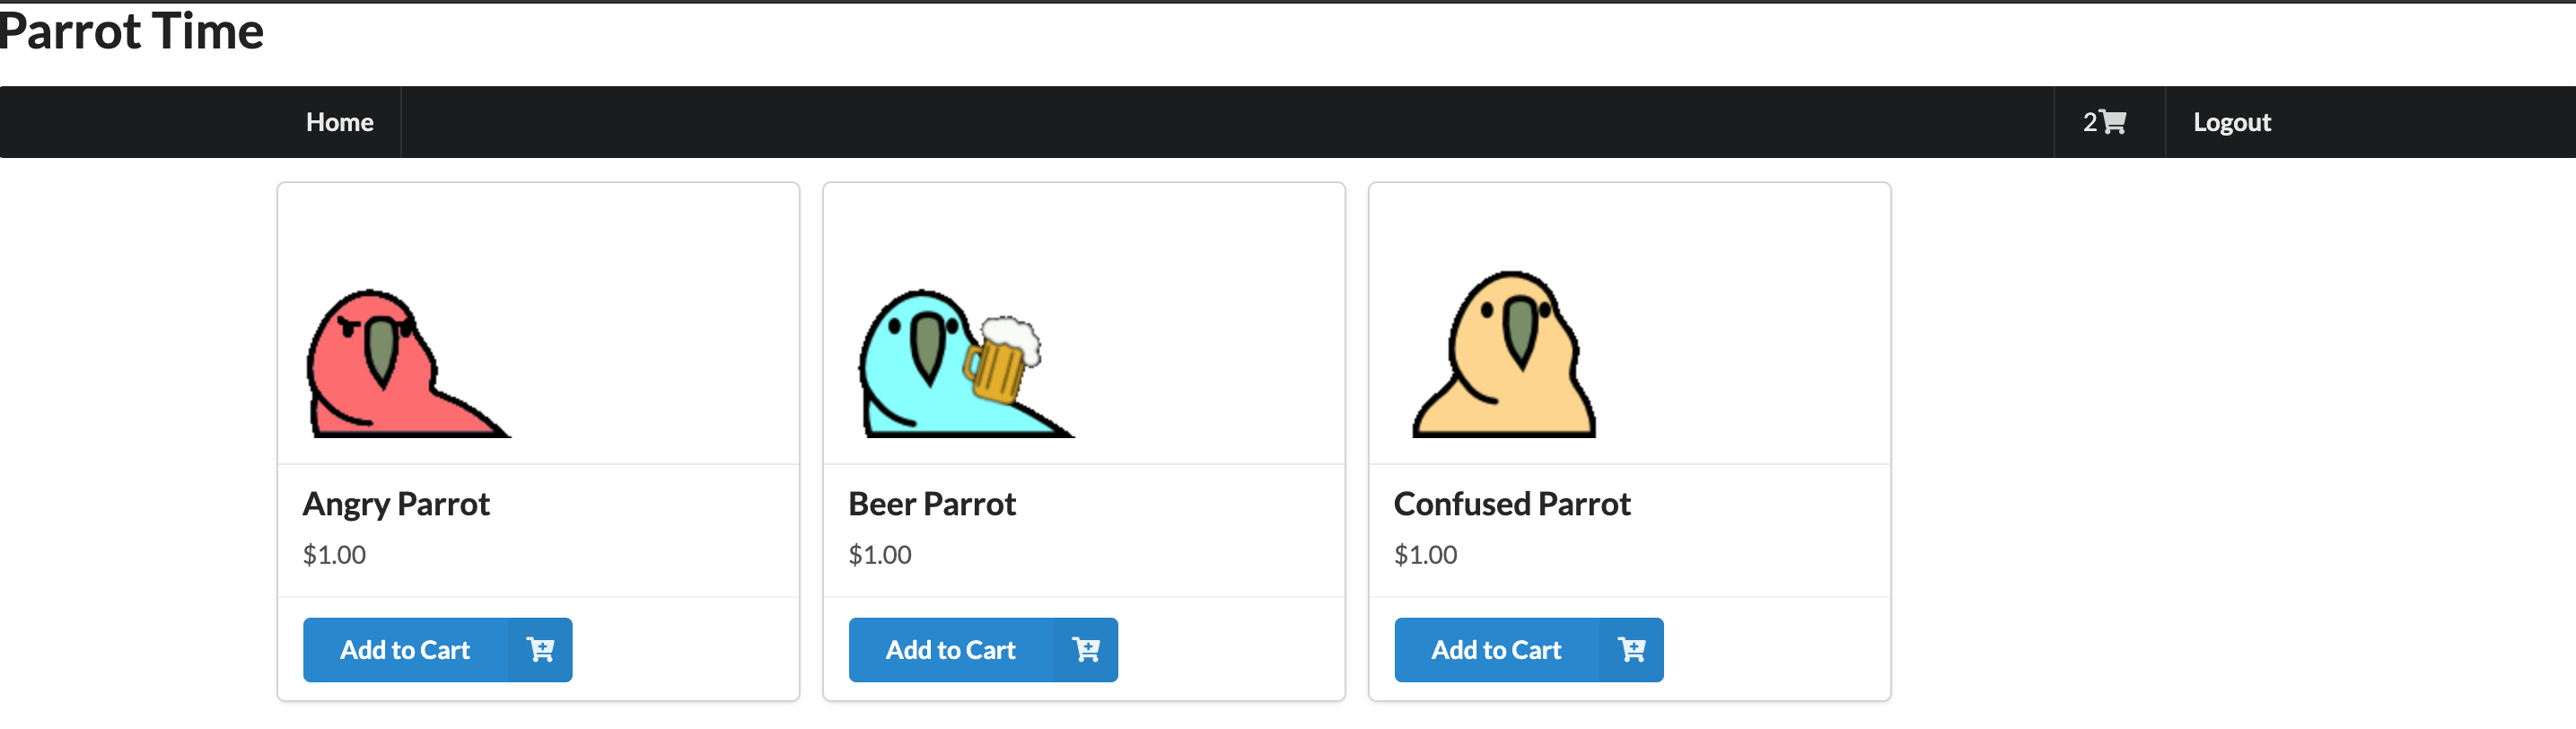 Parrot Time
Home
2
Logout
Angry Parrot
$1.00
Add to Cart
Beer Parrot
$1.00
Add to Cart
Confused Parrot
$1.00
Add to Cart